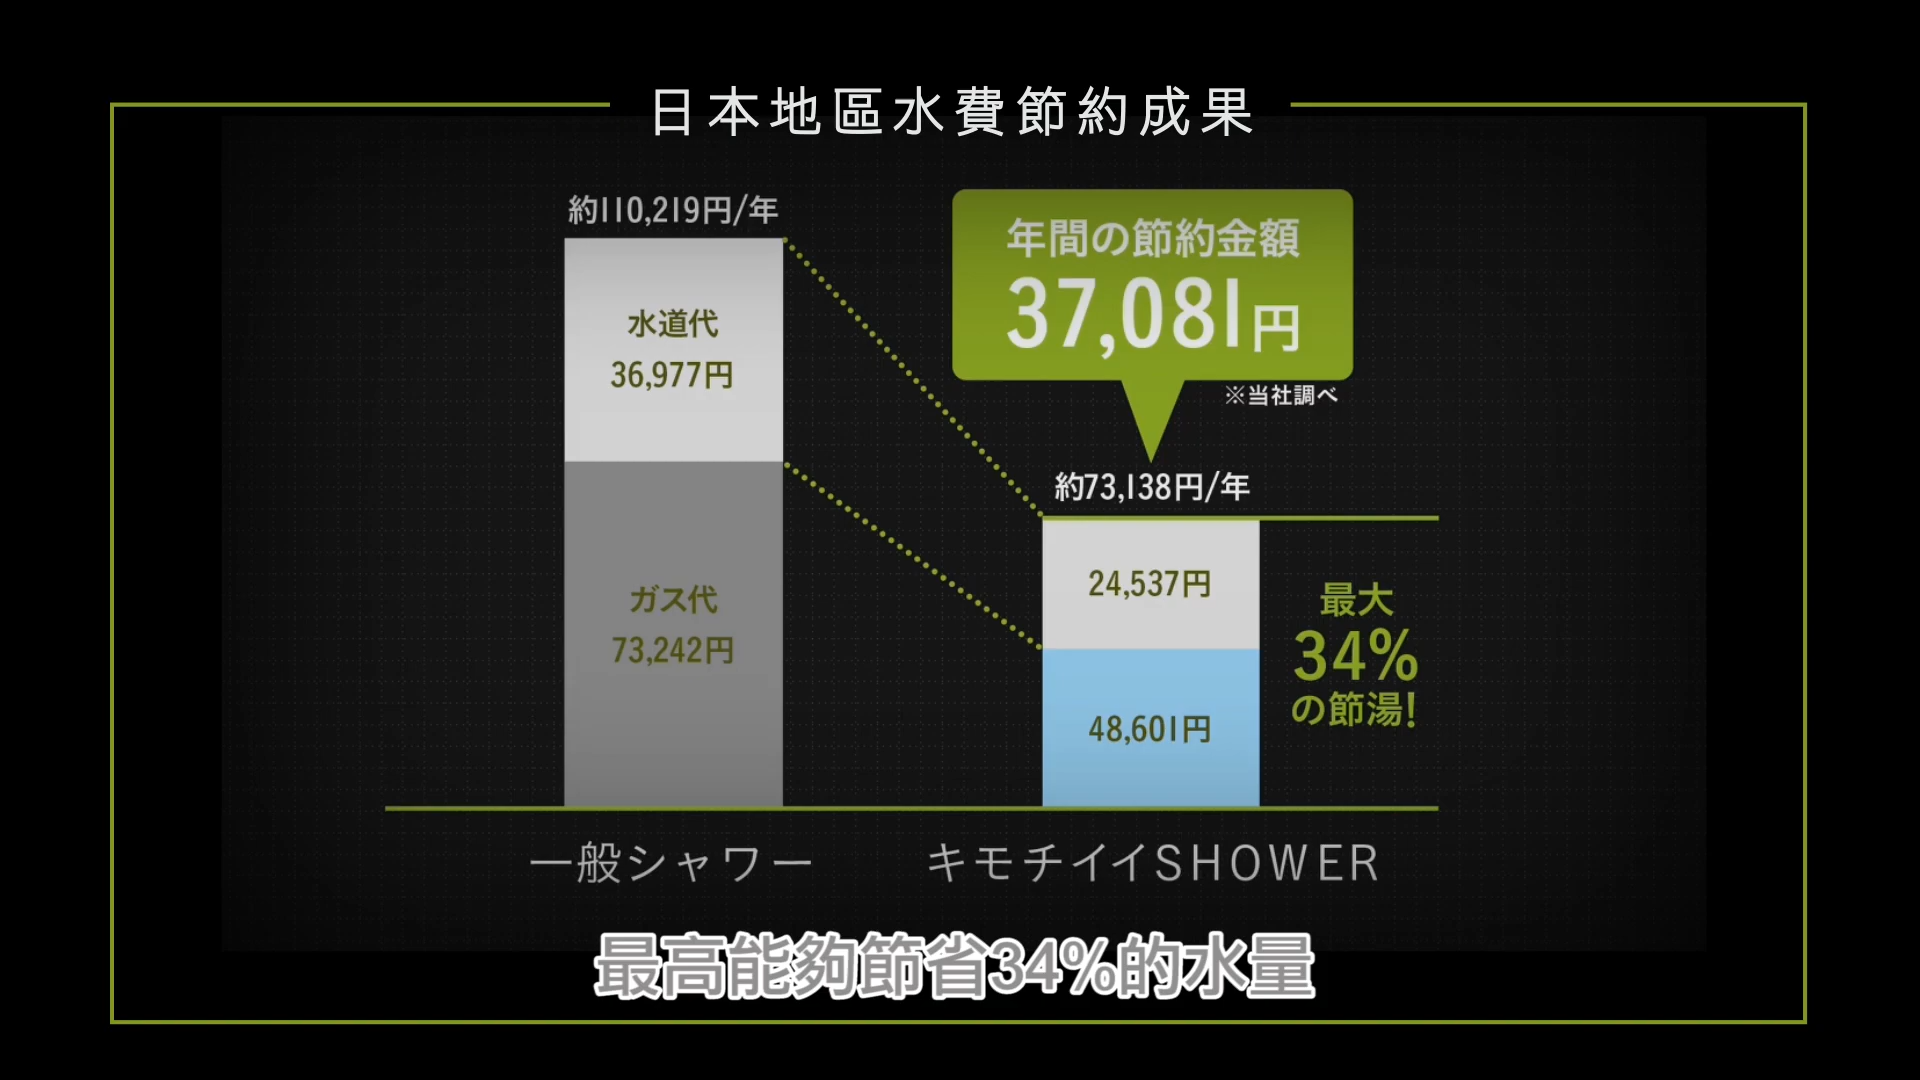 日本地區水費節約成果
約110,219円/年
水道代
36,977円
ガス代
73,242円
年間の節約金額
37,081円
※当社調べ
約73,138円/年
24,537円
48,601円
最大
34%
の節湯!
一般シャワー
キモチイイSHOWER
最高能夠節省34%的水量